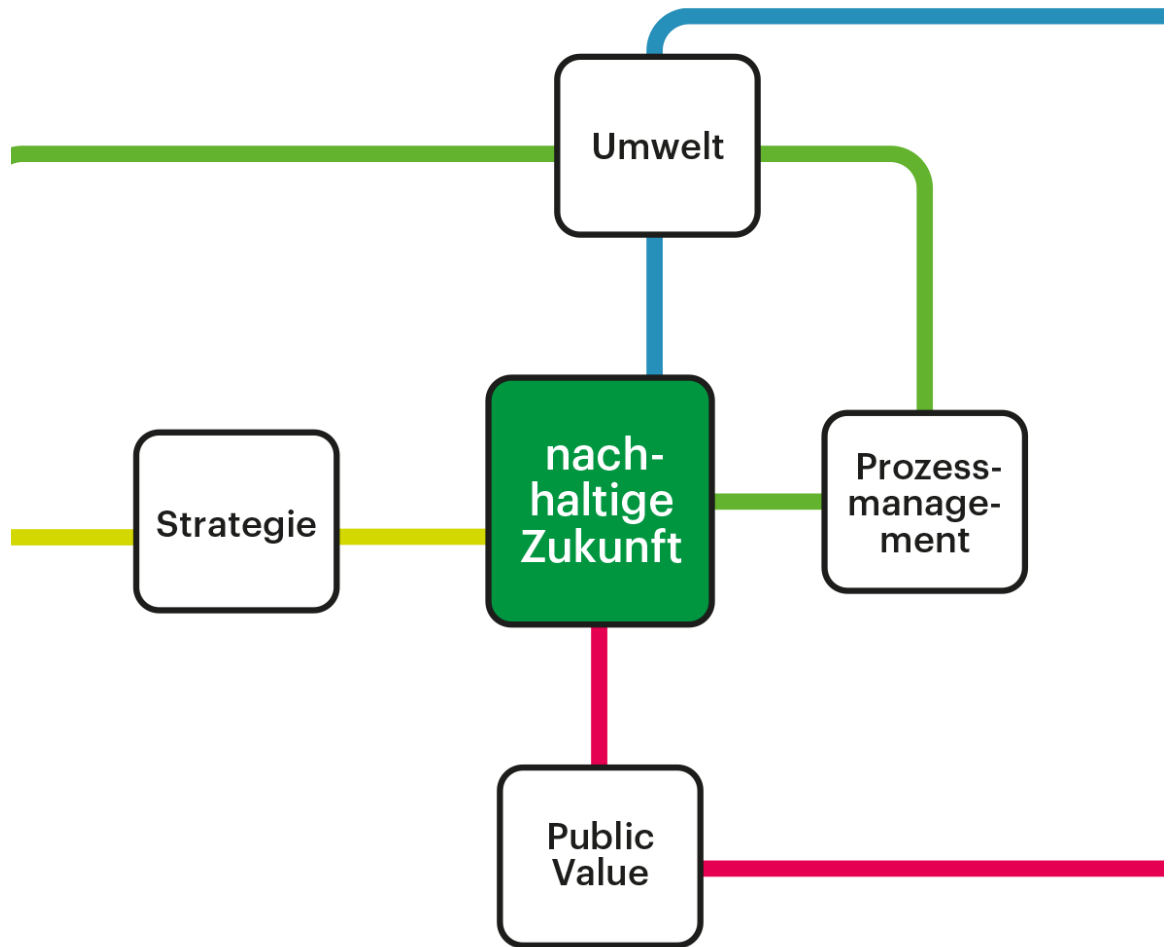 Umwelt
nach-
haltige
Zukunft
Strategie
Prozess-
manage-
ment
Public
Value